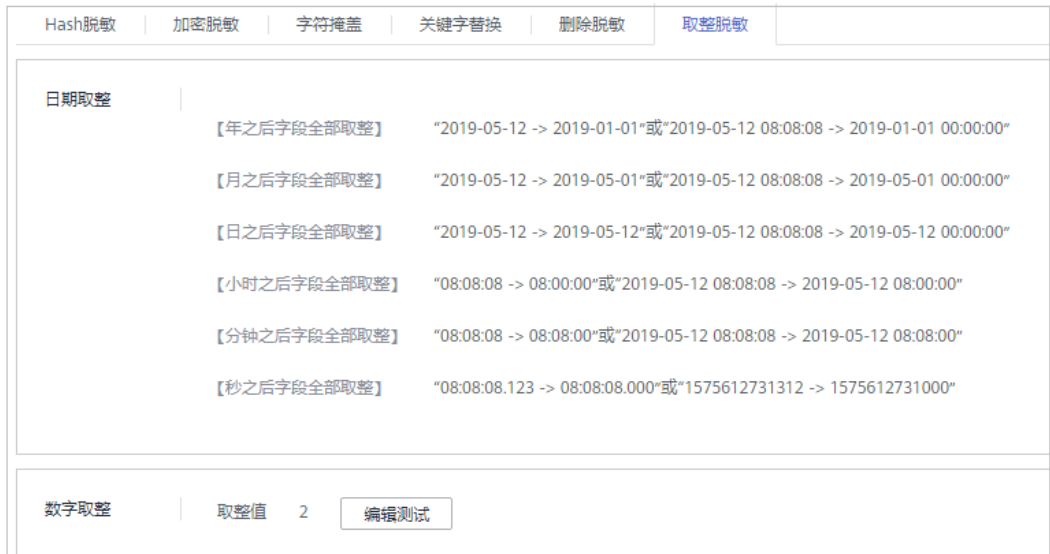 Hash脱敏 加密脱敏 字符掩盖 关键字替换 删除脱敏 取整脱敏
日期取整
【年之后字段全部取整】 “2019-05-12 -> 2019-01-01”或“2019-05-12 08:08:08 -> 2019-01-01 00:00:00”
【月之后字段全部取整】 “2019-05-12 -> 2019-05-01”或“2019-05-12 08:08:08 -> 2019-05-01 00:00:00”
【日之后字段全部取整】 “2019-05-12 -> 2019-05-12”或“2019-05-12 08:08:08 -> 2019-05-12 00:00:00”
【小时之后字段全部取整】 “08:08:08 -> 08:00:00”或“2019-05-12 08:08:08 -> 2019-05-12 08:00:00”
【分钟之后字段全部取整】 “08:08:08 -> 08:08:00”或“2019-05-12 08:08:08 -> 2019-05-12 08:08:00”
【秒之后字段全部取整】 “08:08:08.123 -> 08:08:08.000”或“1575612731312 -> 1575612731000”
数字取整 取整值 2 编辑测试